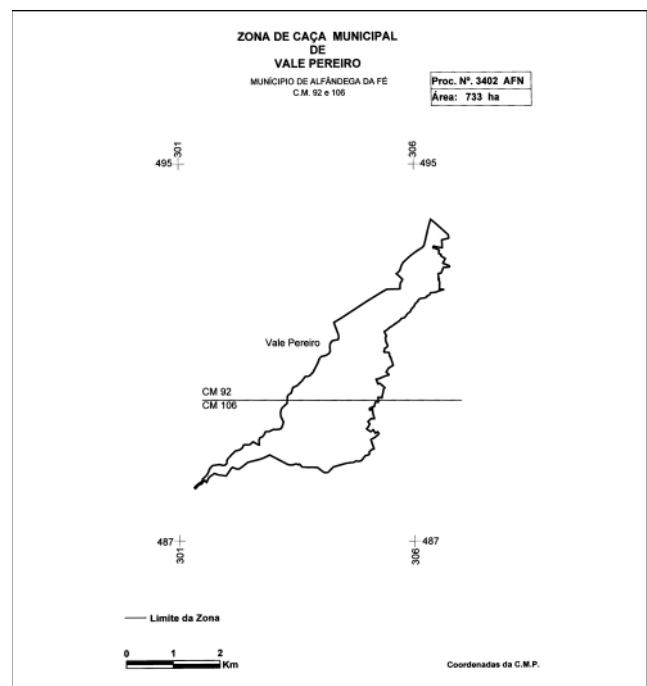 ZONA DE CAÇA MUNICIPAL
DE
VALE PEREIRO
MUNICÍPIO DE ALFÂNDEGA DA FÉ
C.M. 92 e 106
Proc. Nº. 3402 AFN
Área: 733 ha
301
495
306
495
Vale Pereiro
CM 92
CM 106
487
301
487
306
Limite da Zona
0 1 2
Km
Coordenadas da C.M.P.